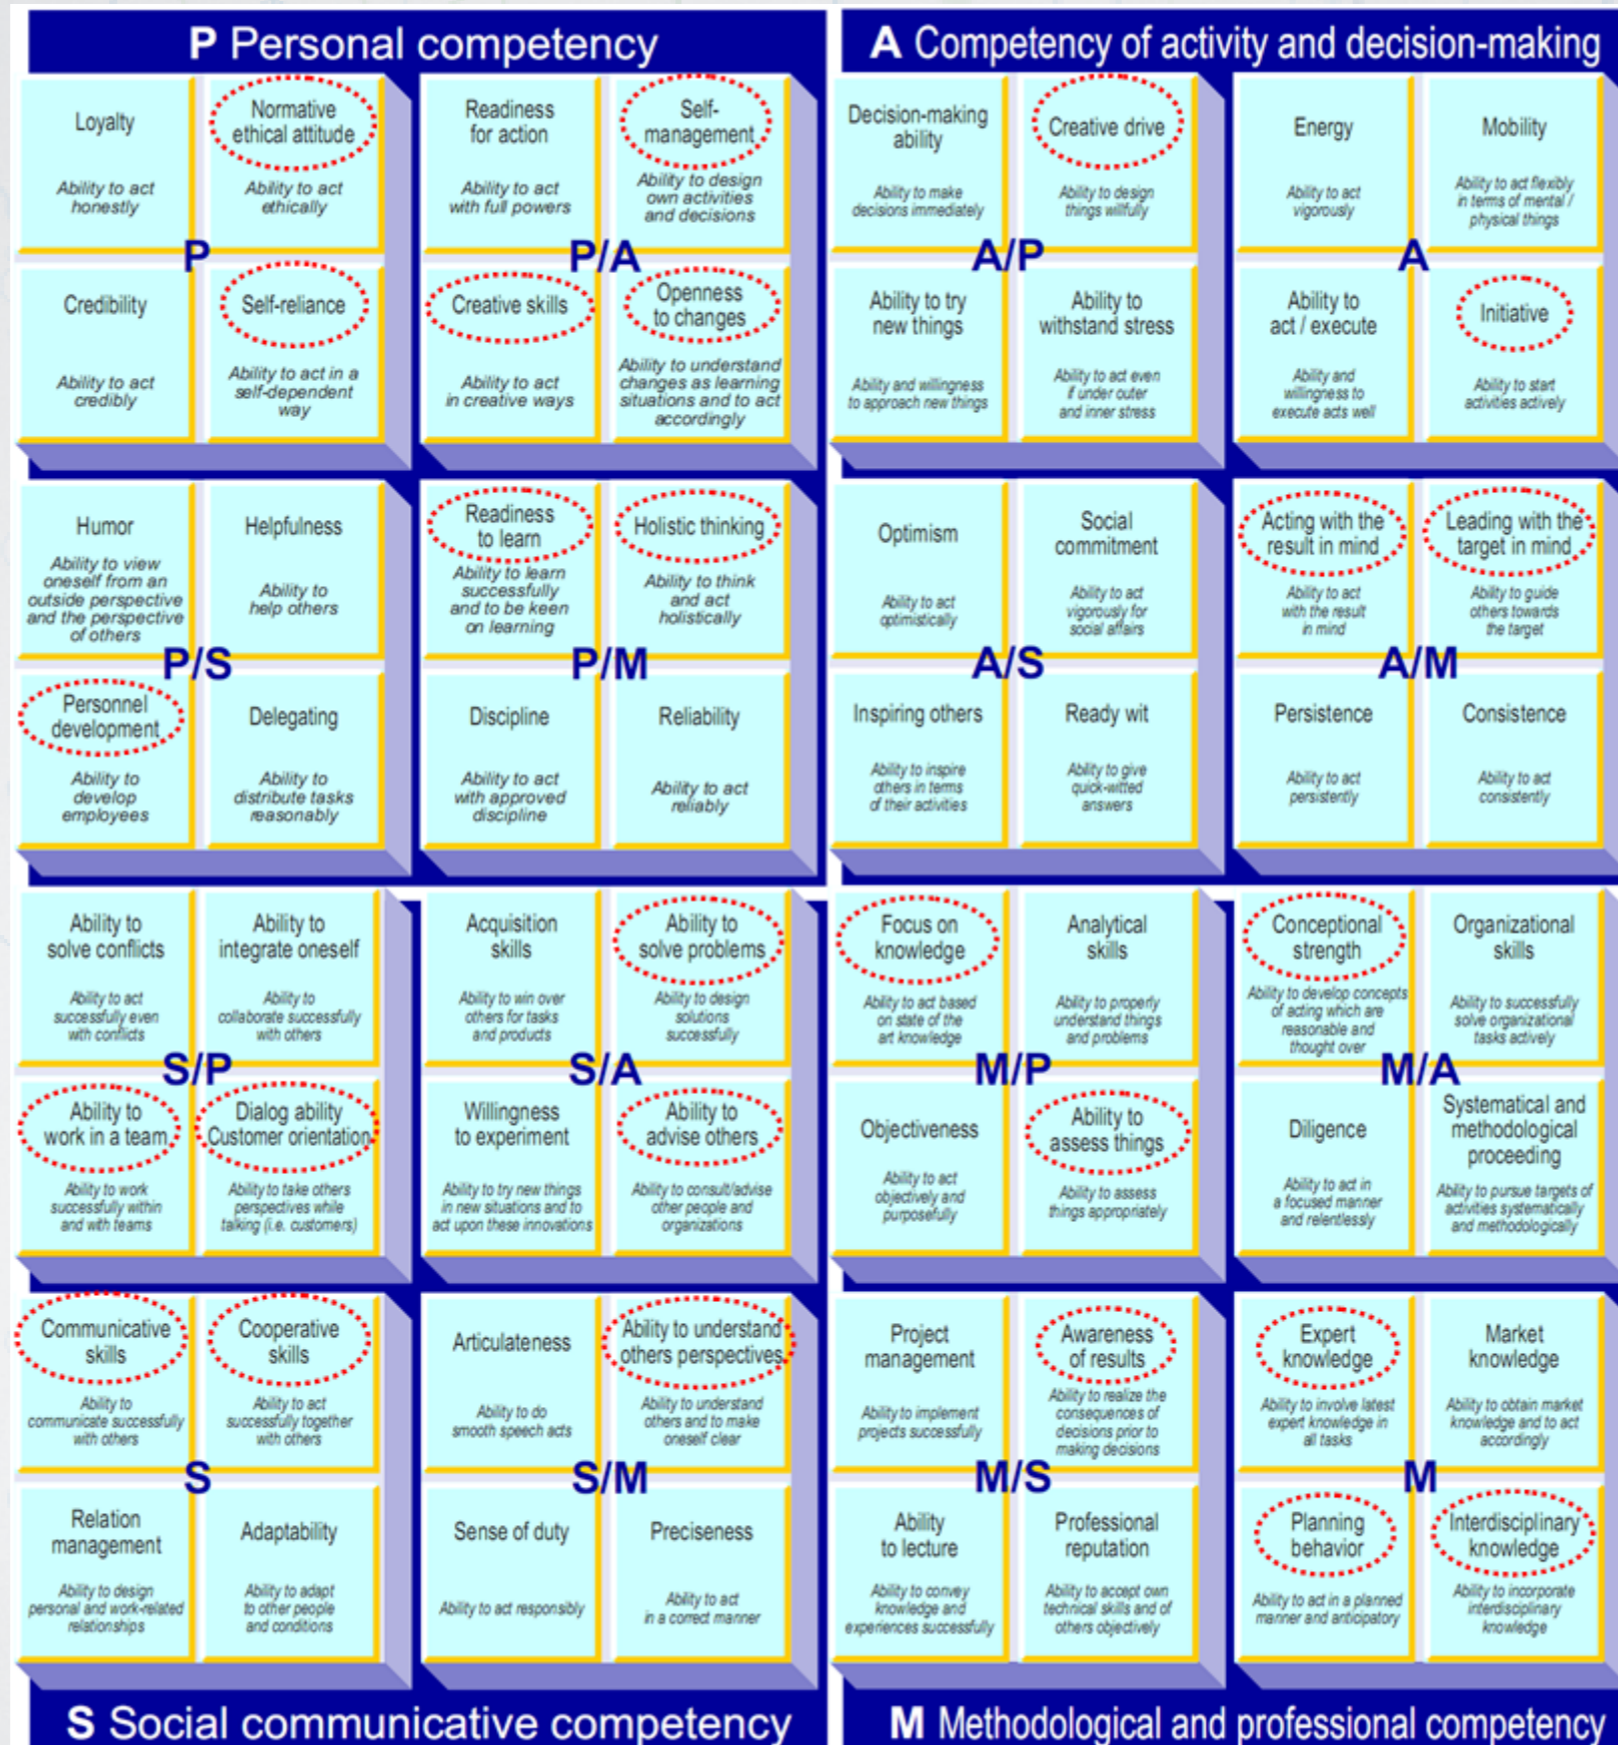 P Personal competency
A Competency of activity and decision-making
Loyalty
Ability to act
honestly
Normative
ethical attitude
Ability to act
ethically
P
Credibility
Ability to act
credibly
Self-reliance
Ability to act in a
self-dependent
way
Readiness
for action
Ability to act
with full powers
Self-
management
Ability to design
own activities
and decisions
P/A
Creative skills
Ability to act
in creative ways
Openness
to changes
Ability to understand
changes as learning
situations and to act
accordingly
Decision-making
ability
Ability to make
decisions immediately
Creative drive
Ability to design
things willfully
A/P
Ability to try
new things
Ability and willingness
to approach new things
Ability to
withstand stress
Ability to act even
if under outer
and inner stress
Energy
Ability to act
vigorously
Mobility
Ability to act flexibly
in terms of mental /
physical things
A
Ability to
act / execute
Ability and
willingness to
execute acts well
Initiative
Ability to start
activities actively
Humor
Ability to view
oneself from an
outside perspective
and the perspective
of others
Helpfulness
Ability to
help others
P/S
Personnel
development
Ability to
develop
employees
Delegating
Ability to
distribute tasks
reasonably
Readiness
to learn
Ability to learn
successfully
and to be keen
on learning
Holistic thinking
Ability to think
and act
holistically
P/M
Discipline
Ability to act
with approved
discipline
Reliability
Ability to act
reliably
Optimism
Ability to act
optimistically
Social
commitment
Ability to act
vigorously for
social affairs
A/S
Inspiring others
Ability to inspire
others in terms
of their activities
Ready wit
Ability to give
quick-witted
answers
Acting with the
result in mind
Ability to act
with the result
in mind
Leading with the
target in mind
Ability to guide
others towards
the target
A/M
Persistence
Ability to act
persistently
Consistence
Ability to act
consistently
Ability to
solve conflicts
Ability to act
successfully even
with conflicts
Ability to
integrate oneself
Ability to
collaborate successfully
with others
S/P
Ability to
work in a team
Ability to work
successfully within
and with teams
Dialog ability
Customer orientation
Ability to take others
perspectives while
talking (i.e. customers)
Acquisition
skills
Ability to win over
others for tasks
and products
Ability to
solve problems
Ability to design
solutions
successfully
S/A
Willingness
to experiment
Ability to try new things
in new situations and to
act upon these innovations
Ability to
advise others
Ability to consult/advise
other people and
organizations
Focus on
knowledge
Ability to act based
on state of the
art knowledge
Analytical
skills
Ability to properly
understand things
and problems
M/P
Objectiveness
Ability to act
objectively and
purposefully
Ability to
assess things
Ability to assess
things appropriately
Conceptional
strength
Ability to develop concepts
of acting which are
reasonable and
thought over
Organizational
skills
Ability to successfully
solve organizational
tasks actively
M/A
Diligence
Ability to act in
a focused manner
and relentlessly
Systematical and
methodological
proceeding
Ability to pursue targets of
activities systematically
and methodologically
Communicative
skills
Ability to
communicate successfully
with others
Cooperative
skills
Ability to act
successfully together
with others
S
Relation
management
Ability to design
personal and work-related
relationships
Adaptability
Ability to adapt
to other people
and conditions
Articulateness
Ability to do
smooth speech acts
Ability to understand
others perspectives
Ability to understand
others and to make
oneself clear
S/M
Sense of duty
Ability to act responsibly
Preciseness
Ability to act
in a correct manner
Project
management
Ability to implement
projects successfully
Awareness
of results
Ability to realize the
consequences of
decisions prior to
making decisions
M/S
Ability
to lecture
Ability to convey
knowledge and
experiences successfully
Professional
reputation
Ability to accept own
technical skills and of
others objectively
Expert
knowledge
Ability to involve latest
expert knowledge in
all tasks
Market
knowledge
Ability to obtain market
knowledge and to act
accordingly
M
Planning
behavior
Ability to act in a planned
manner and anticipatory
Interdisciplinary
knowledge
Ability to incorporate
interdisciplinary
knowledge
S Social communicative competency
M Methodological and professional competency